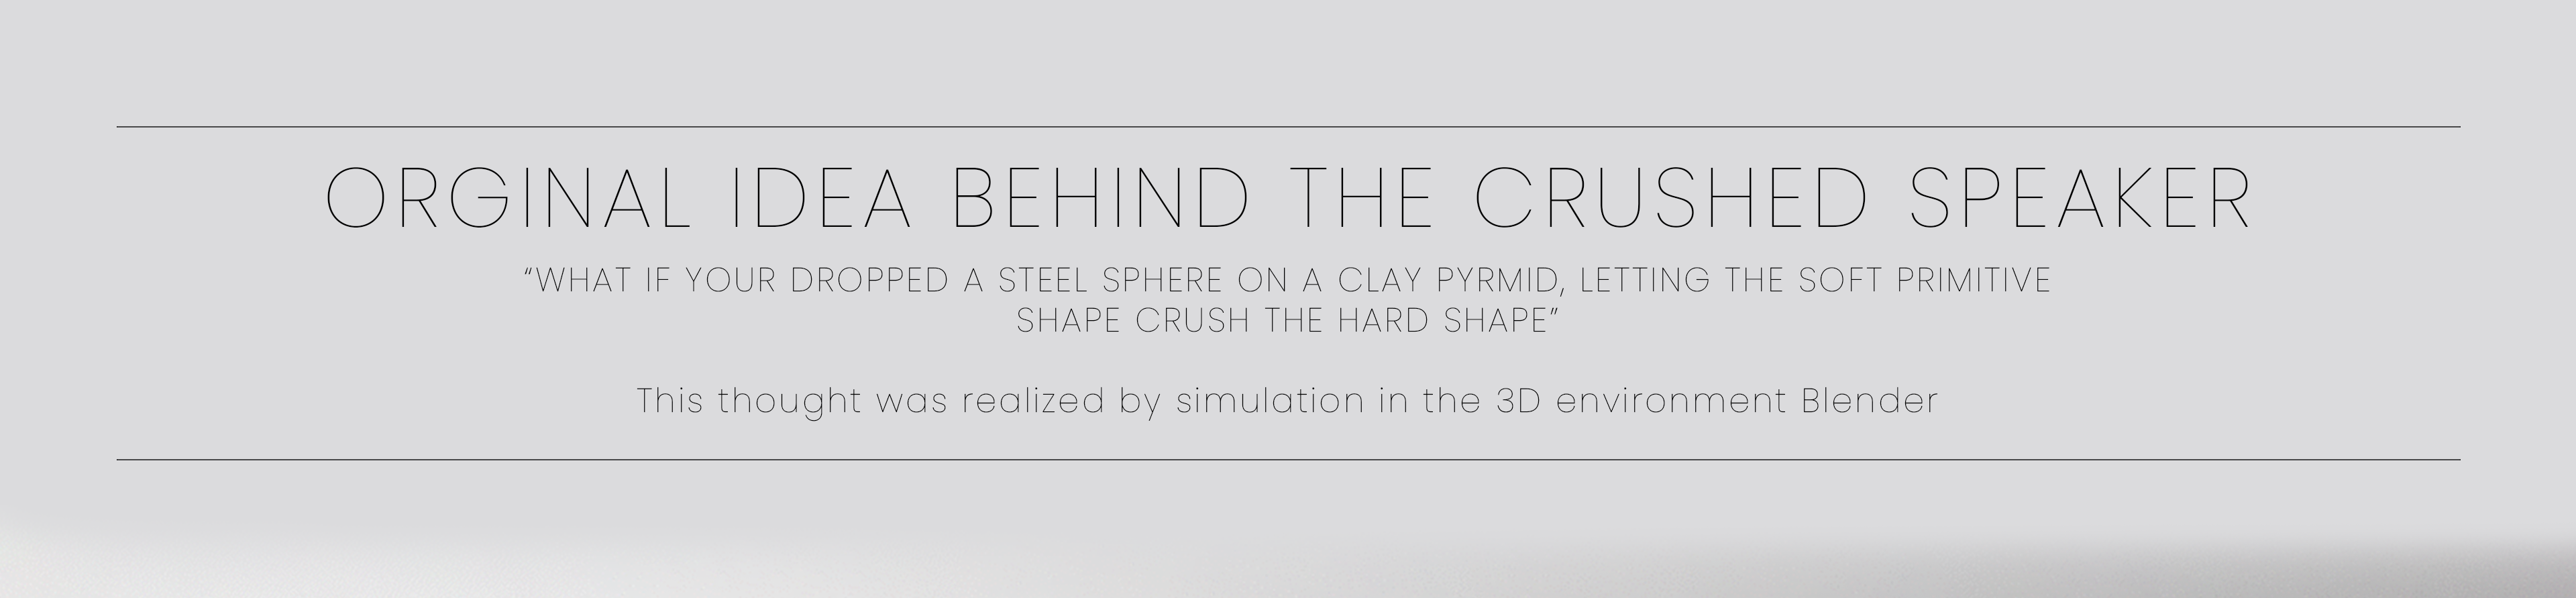 ORGINAL IDEA BEHIND THE CRUSHED SPEAKER
“WHAT IF YOUR DROPPED A STEEL SPHERE ON A CLAY PYRMID, LETTING THE SOFT PRIMITIVE
SHAPE CRUSH THE HARD SHAPE”
This thought was realized by simulation in the 3D environment Blender